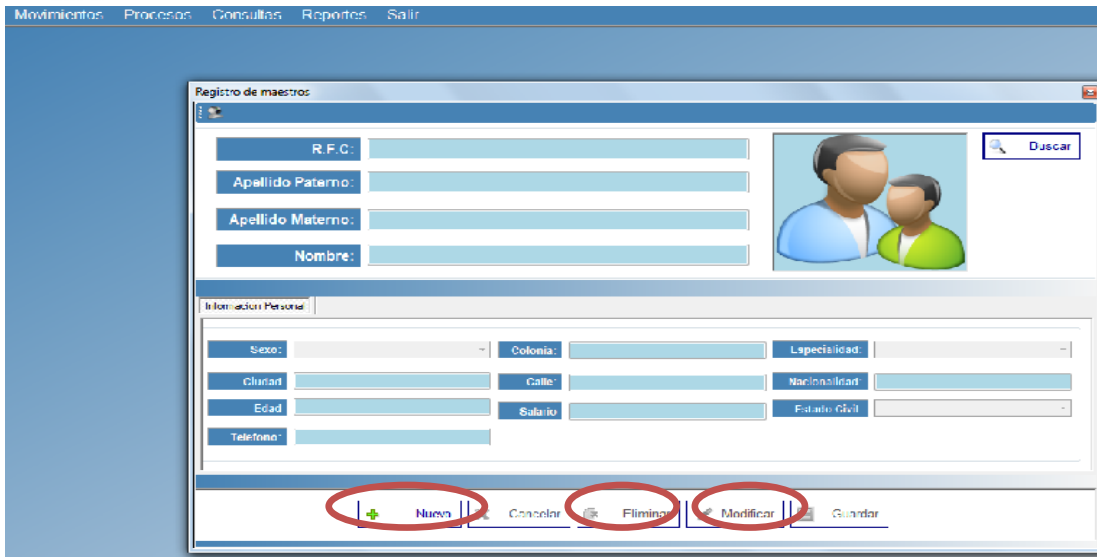 Movimientos Procesos Consultas Reportes Salir
Registro de maestros
R.F.C:
Buscar
Apellido Paterno:
Apellido Materno:
Nombre:
Informacion Personal
Sexo: Colonia: Especialidad:
Ciudad Calle: Nacionalidad:
Edad Salario Estado Civil
Telefono:
Nuevo Cancelar Eliminar Modificar Guardar